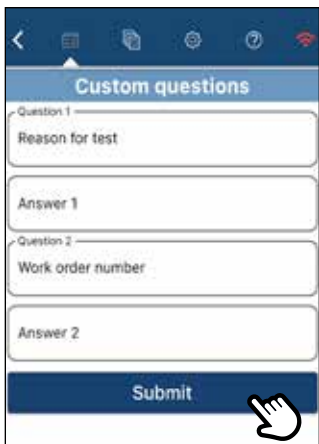 Custom questions
Question 1
Reason for test
Answer 1
Question 2
Work order number
Answer 2
Submit